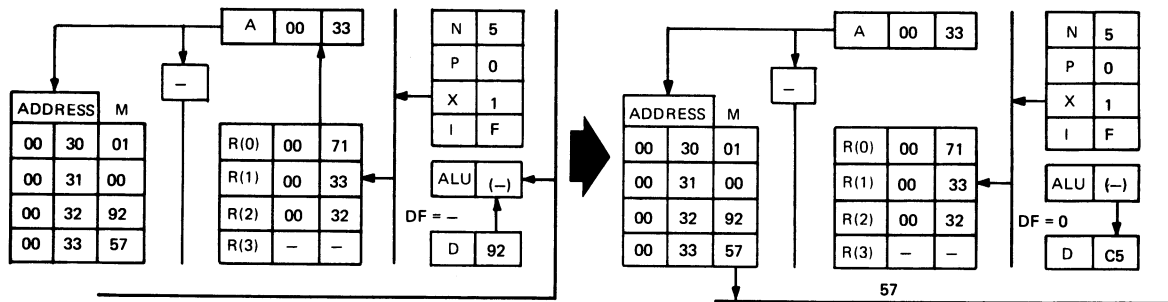 A 00 33
N 5
P 0
X 1
I F
–
ADDRESS M
00 30 01
00 31 00
00 32 92
00 33 57
R(0) 00 71
R(1) 00 33
R(2) 00 32
R(3) – –
ALU (–)
DF = –
D 92
A 00 33
N 5
P 0
X 1
I F
–
ADDRESS M
00 30 01
00 31 00
00 32 92
00 33 57
R(0) 00 71
R(1) 00 33
R(2) 00 32
R(3) – –
ALU (–)
DF = 0
D C5
57